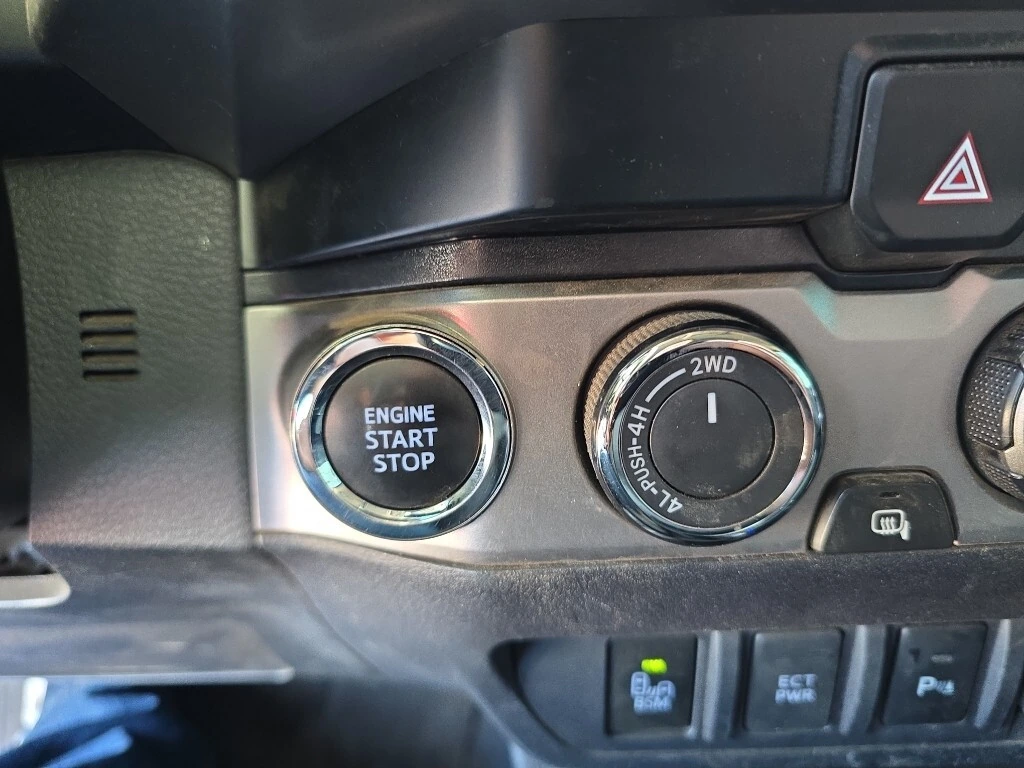 ENGINE
START
STOP
2WD
4L-PUSH-4H
BSM
ECT
PWR
P